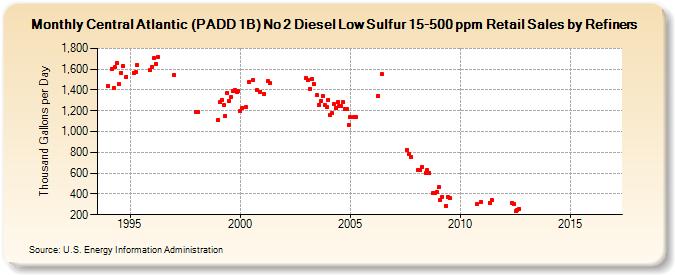 Monthly Central Atlantic (PADD 1B) No 2 Diesel Low Sulfur 15-500 ppm Retail Sales by Refiners
Thousand Gallons per Day
1,800
1,600
1,400
1,200
1,000
800
600
400
200
1995 2000 2005 2010 2015
Source: U.S. Energy Information Administration